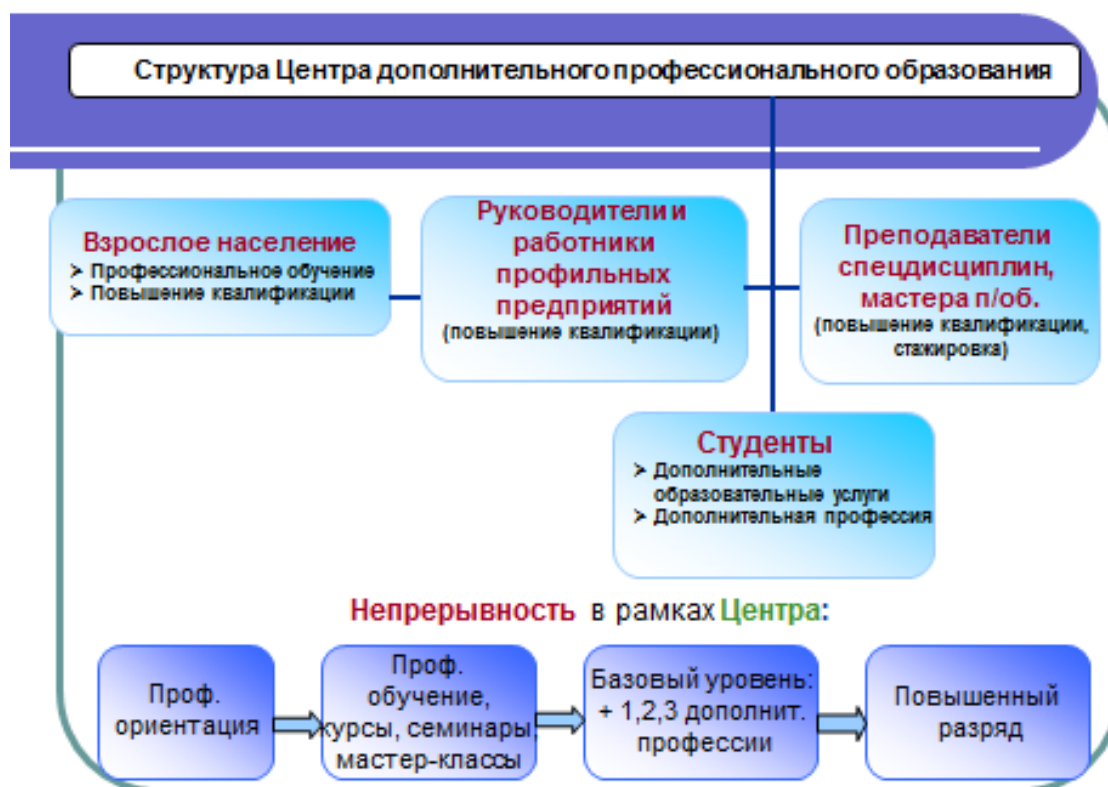 Структура Центра дополнительного профессионального образования
Взрослое население
➢ Профессиональное обучение
➢ Повышение квалификации
Руководители и
работники
профильных
предприятий
(повышение квалификации)
Преподаватели
спецдисциплин,
мастера п/об.
(повышение квалификации,
стажировка)
Студенты
➢ Дополнительные
образовательные услуги
➢ Дополнительная профессия
Непрерывность в рамках Центра:
Проф.
ориентация
Проф.
обучение,
курсы, семинары,
мастер-классы
Базовый уровень:
+ 1,2,3 дополнит.
профессии
Повышенный
разряд